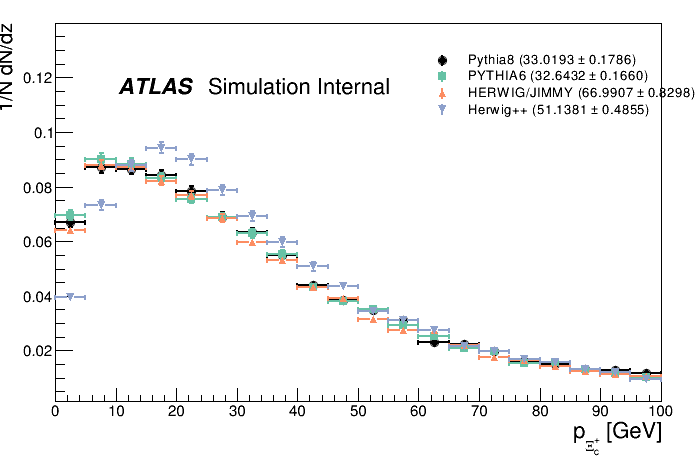 1/N dN/dz
ATLAS Simulation Internal
Pythia8 (33.0193 ± 0.1786)
PYTHIA6 (32.6432 ± 0.1660)
HERWIG/JIMMY (66.9907 ± 0.8298)
Herwig++ (51.1381 ± 0.4855)
0.12
0.1
0.08
0.06
0.04
0.02
0 10 20 30 40 50 60 70 80 90 100
p_Ξ_c^+ [GeV]